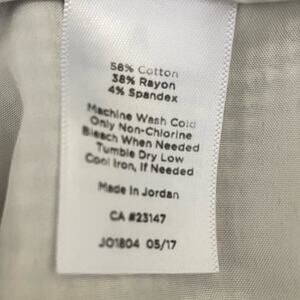 58% Cotton
38% Rayon
4% Spandex
Machine Wash Cold
Only Non-Chlorine
Bleach When Needed
Tumble Dry Low
Cool Iron, If Needed
Made in Jordan
CA #23147
JO1804 05/17